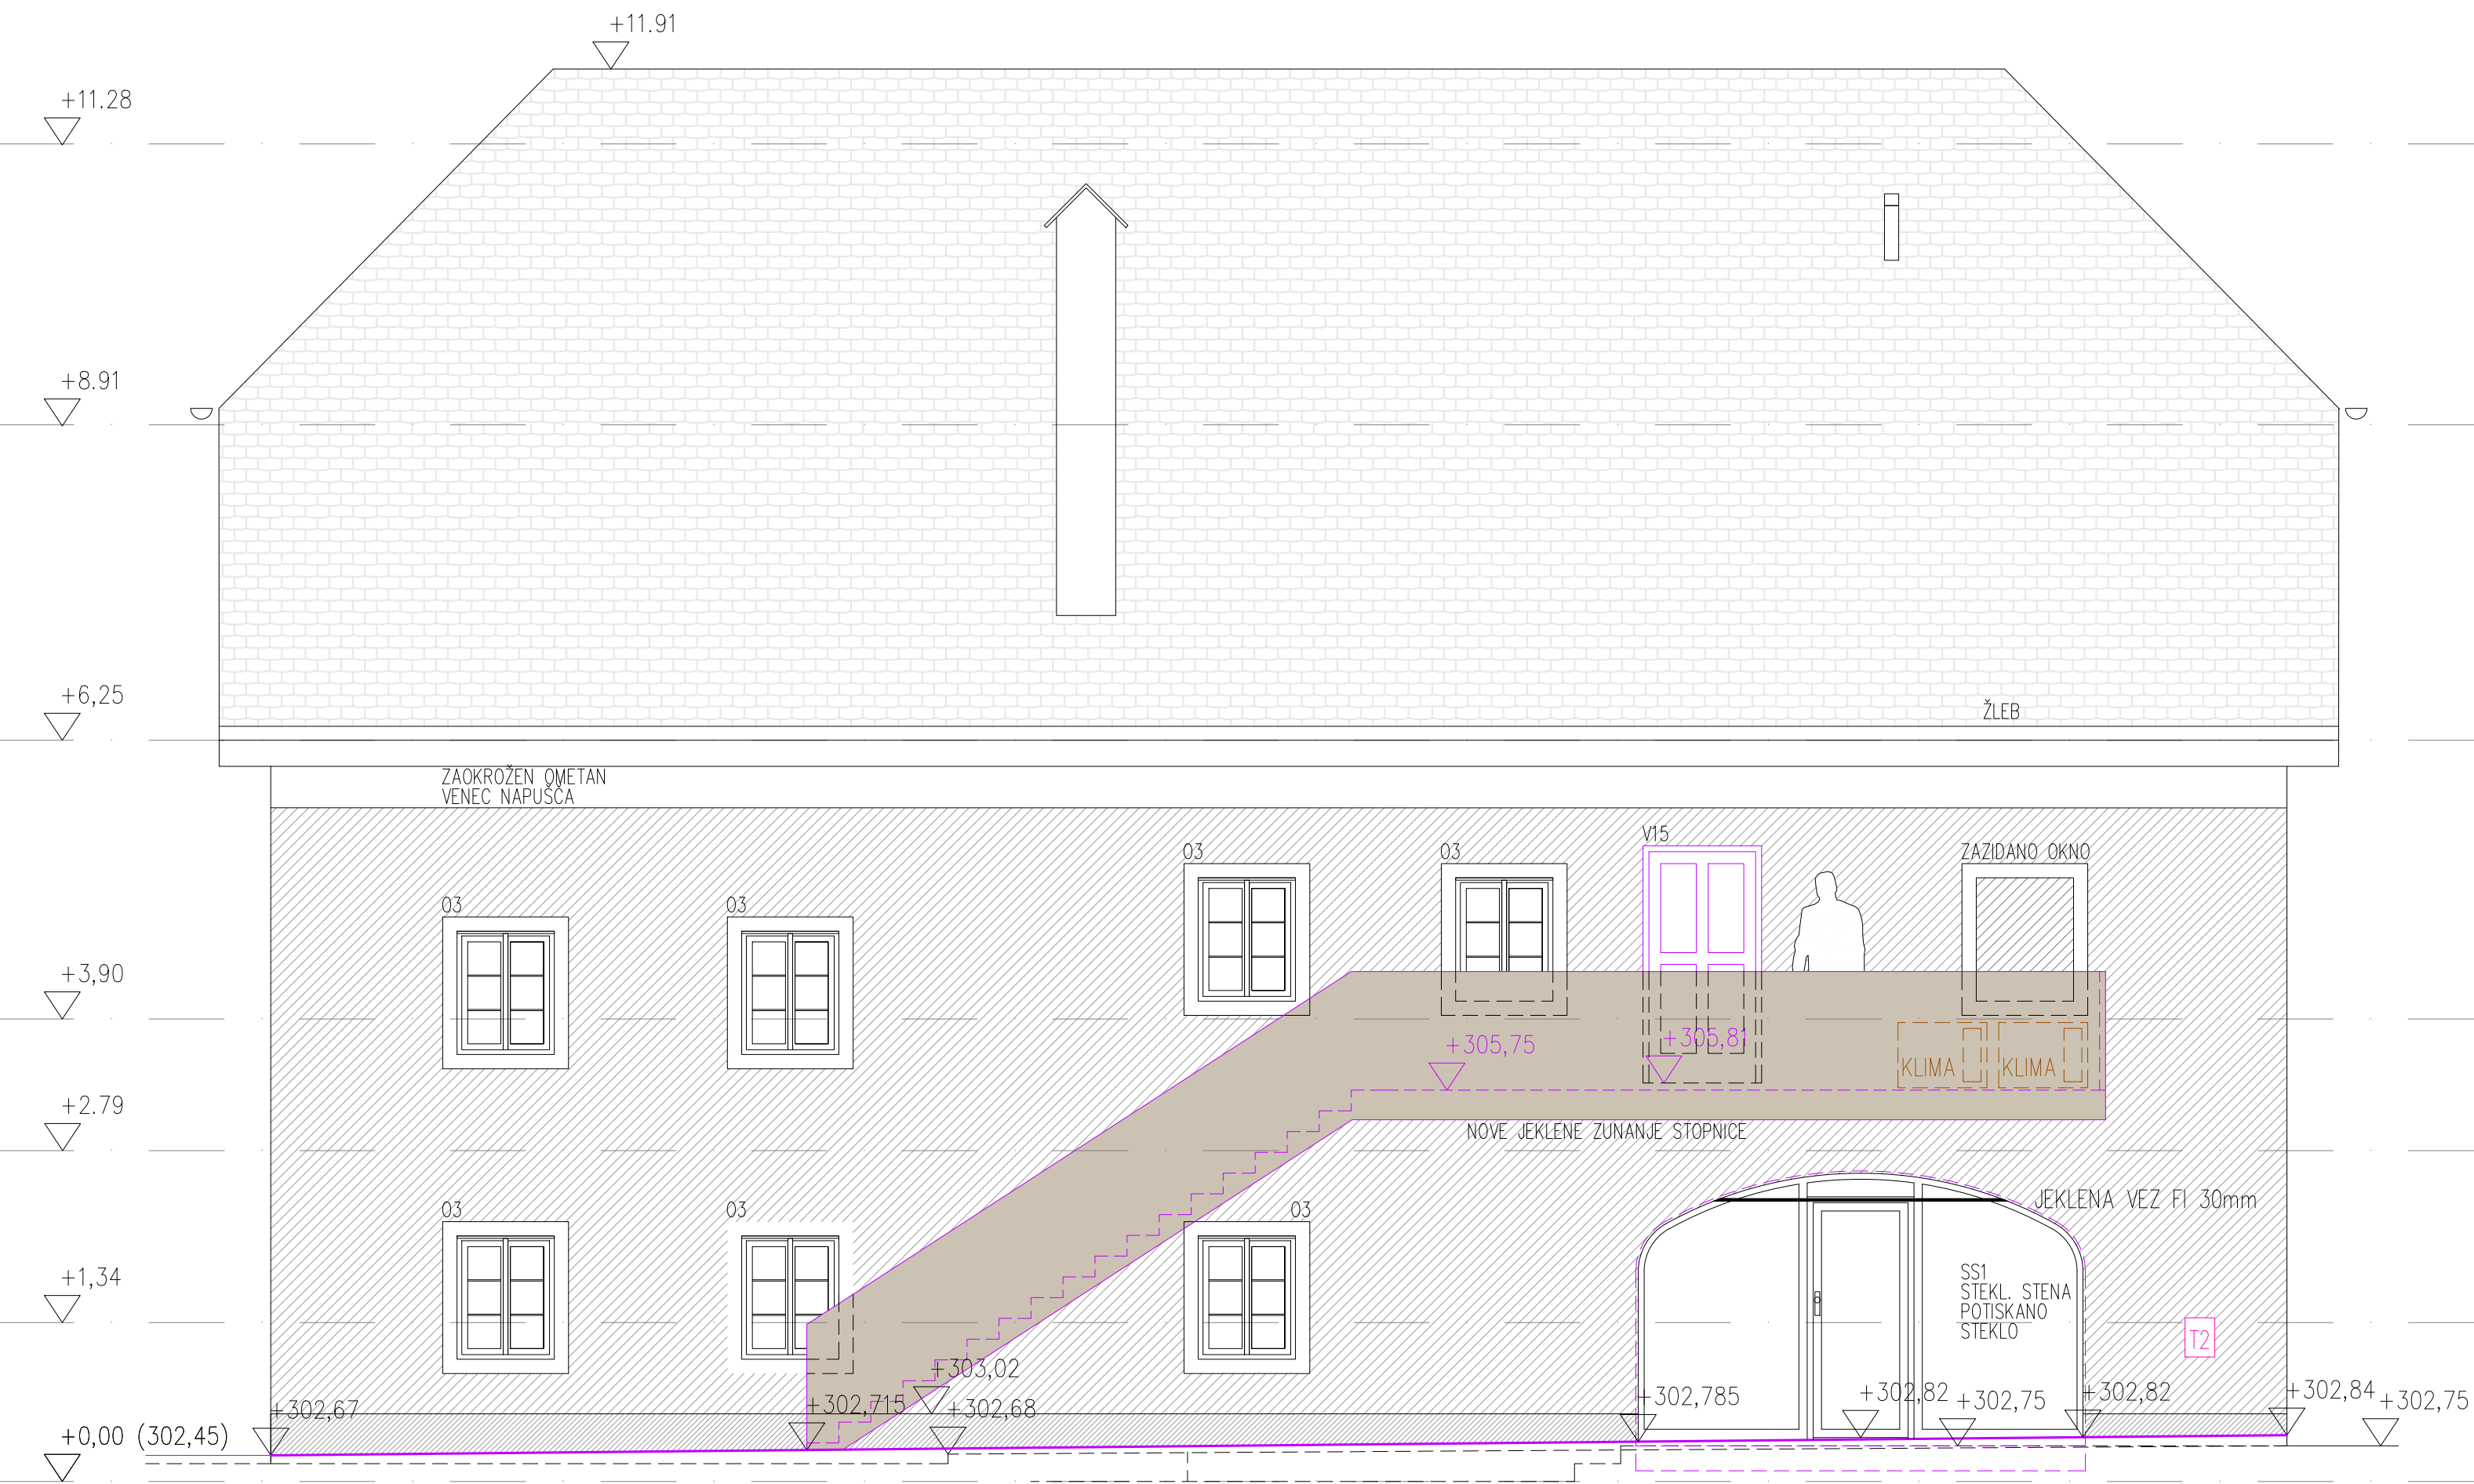 +11.91
+11.28
+8.91
+6,25
ŽLEB
ZAOKROŽEN OMETAN
VENEC NAPUŠČA
V15
03
03
ZAZIDANO OKNO
03
03
+3,90
+305,75
+305,81
KLIMA
KLIMA
+2.79
NOVE JEKLENE ZUNANJE STOPNICE
JEKLENA VEZ FI 30mm
03
03
03
+1,34
SS1
STEKL. STENA
POTISKANO
STEKLO
T2
+303,02
+302,67
+302,715
+302,68
+302,785
+302,82
+302,75
+302,82
+302,84
+302,75
+0,00 (302,45)